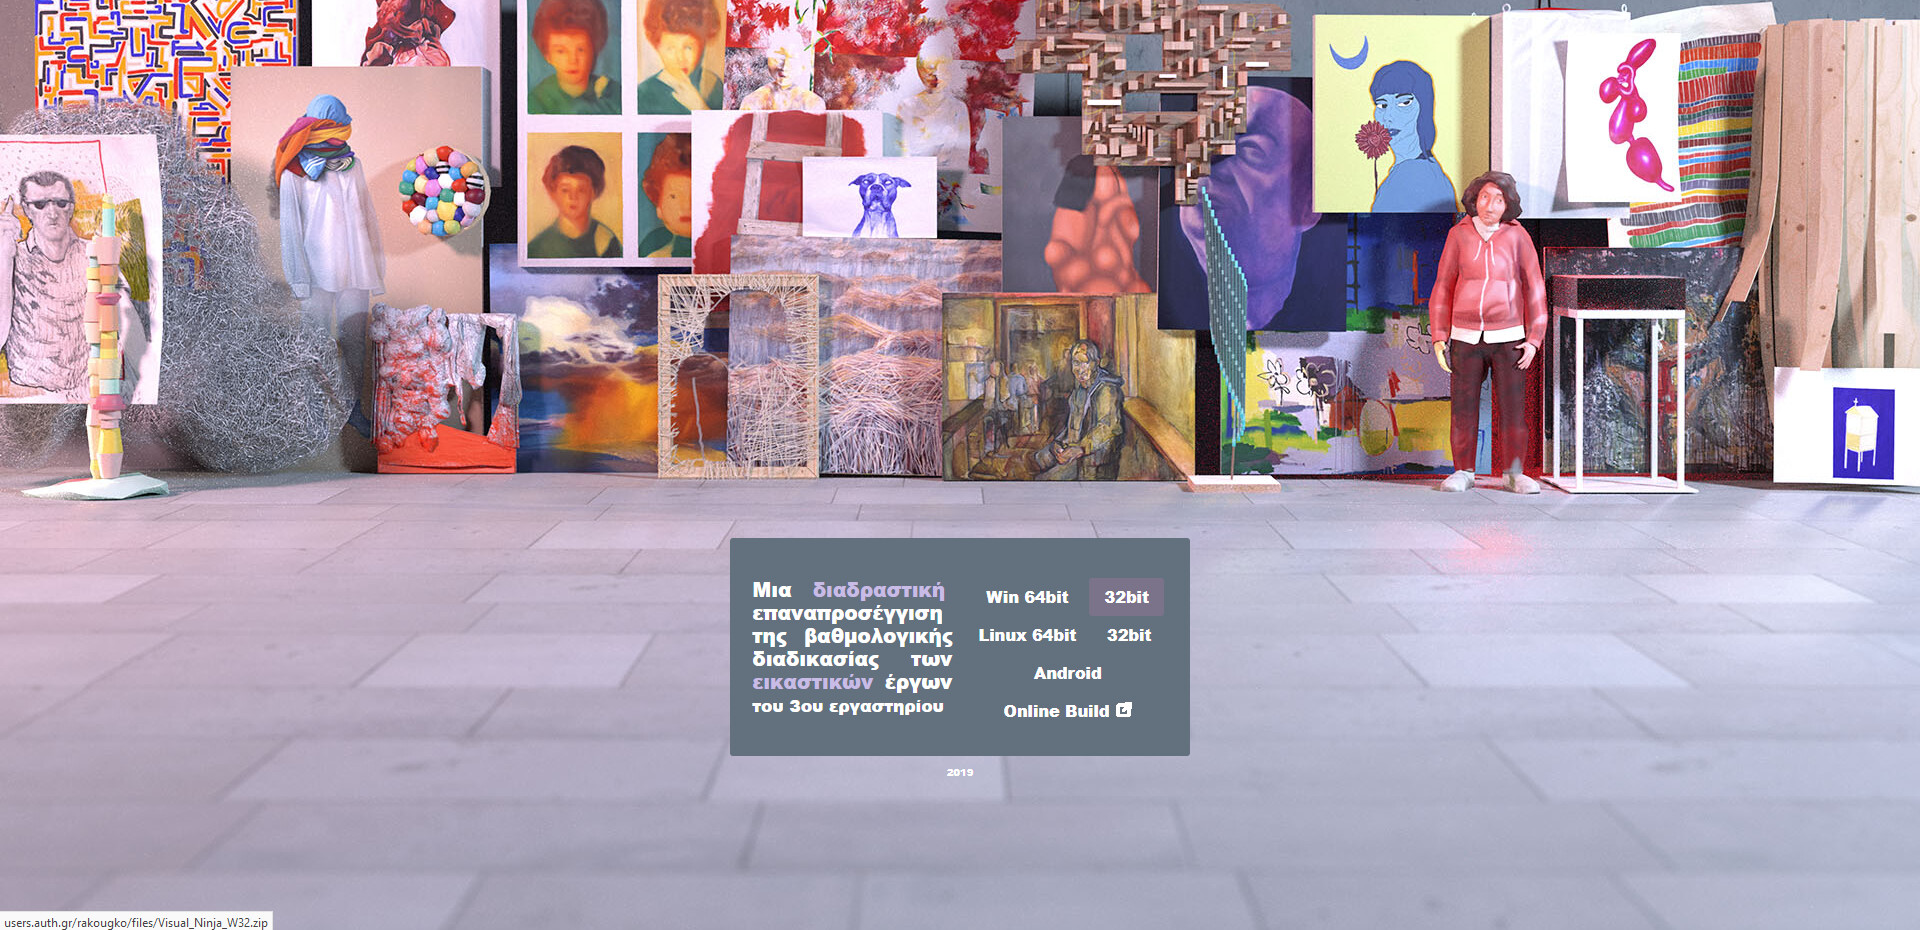 Μια διαδραστική
επαναπροσέγγιση
της βαθμολογικής
διαδικασίας των
εικαστικών έργων
του 3ου εργαστηρίου
Win 64bit 32bit
Linux 64bit 32bit
Android
Online Build
2019
users.auth.gr/rakougko/files/Visual_Ninja_W32.zip